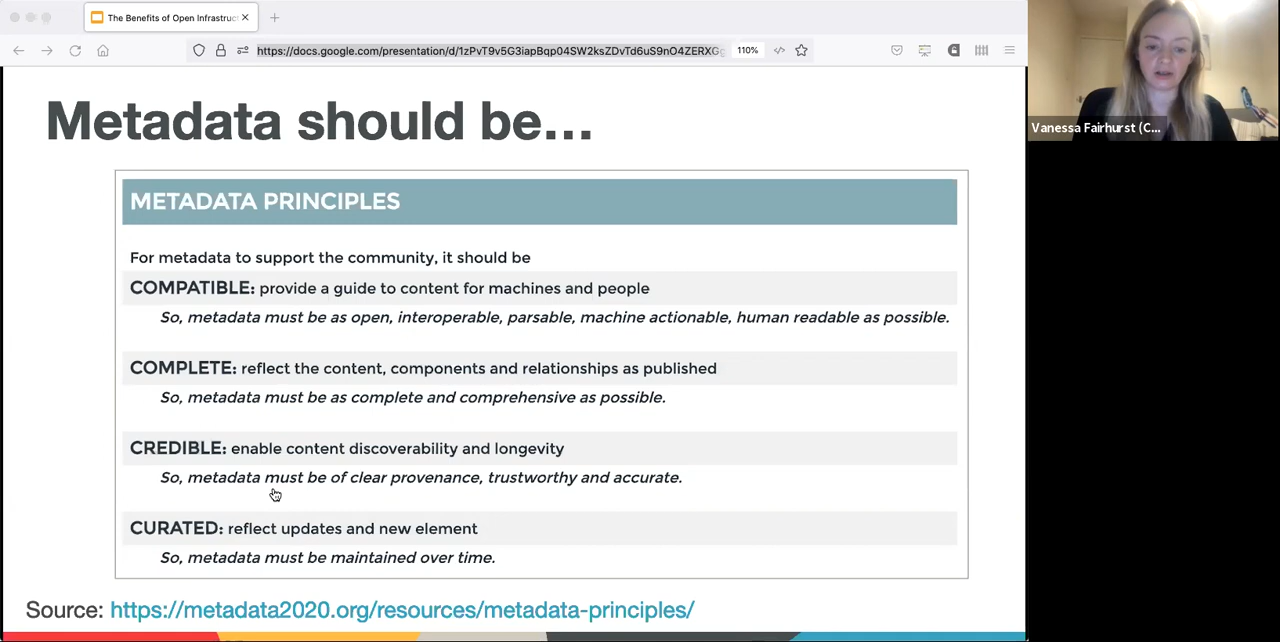 The Benefits of Open Infrastruc
https://docs.google.com/presentation/d/1zPvT9v5G3iapBqp04SW2ksZDvTd6uS9nO4ZERXG
110%
Vanessa Fairhurst (C...
Metadata should be...
METADATA PRINCIPLES
For metadata to support the community, it should be
COMPATIBLE: provide a guide to content for machines and people
So, metadata must be as open, interoperable, parsable, machine actionable, human readable as possible.
COMPLETE: reflect the content, components and relationships as published
So, metadata must be as complete and comprehensive as possible.
CREDIBLE: enable content discoverability and longevity
So, metadata must be of clear provenance, trustworthy and accurate.
CURATED: reflect updates and new element
So, metadata must be maintained over time.
Source: https://metadata2020.org/resources/metadata-principles/